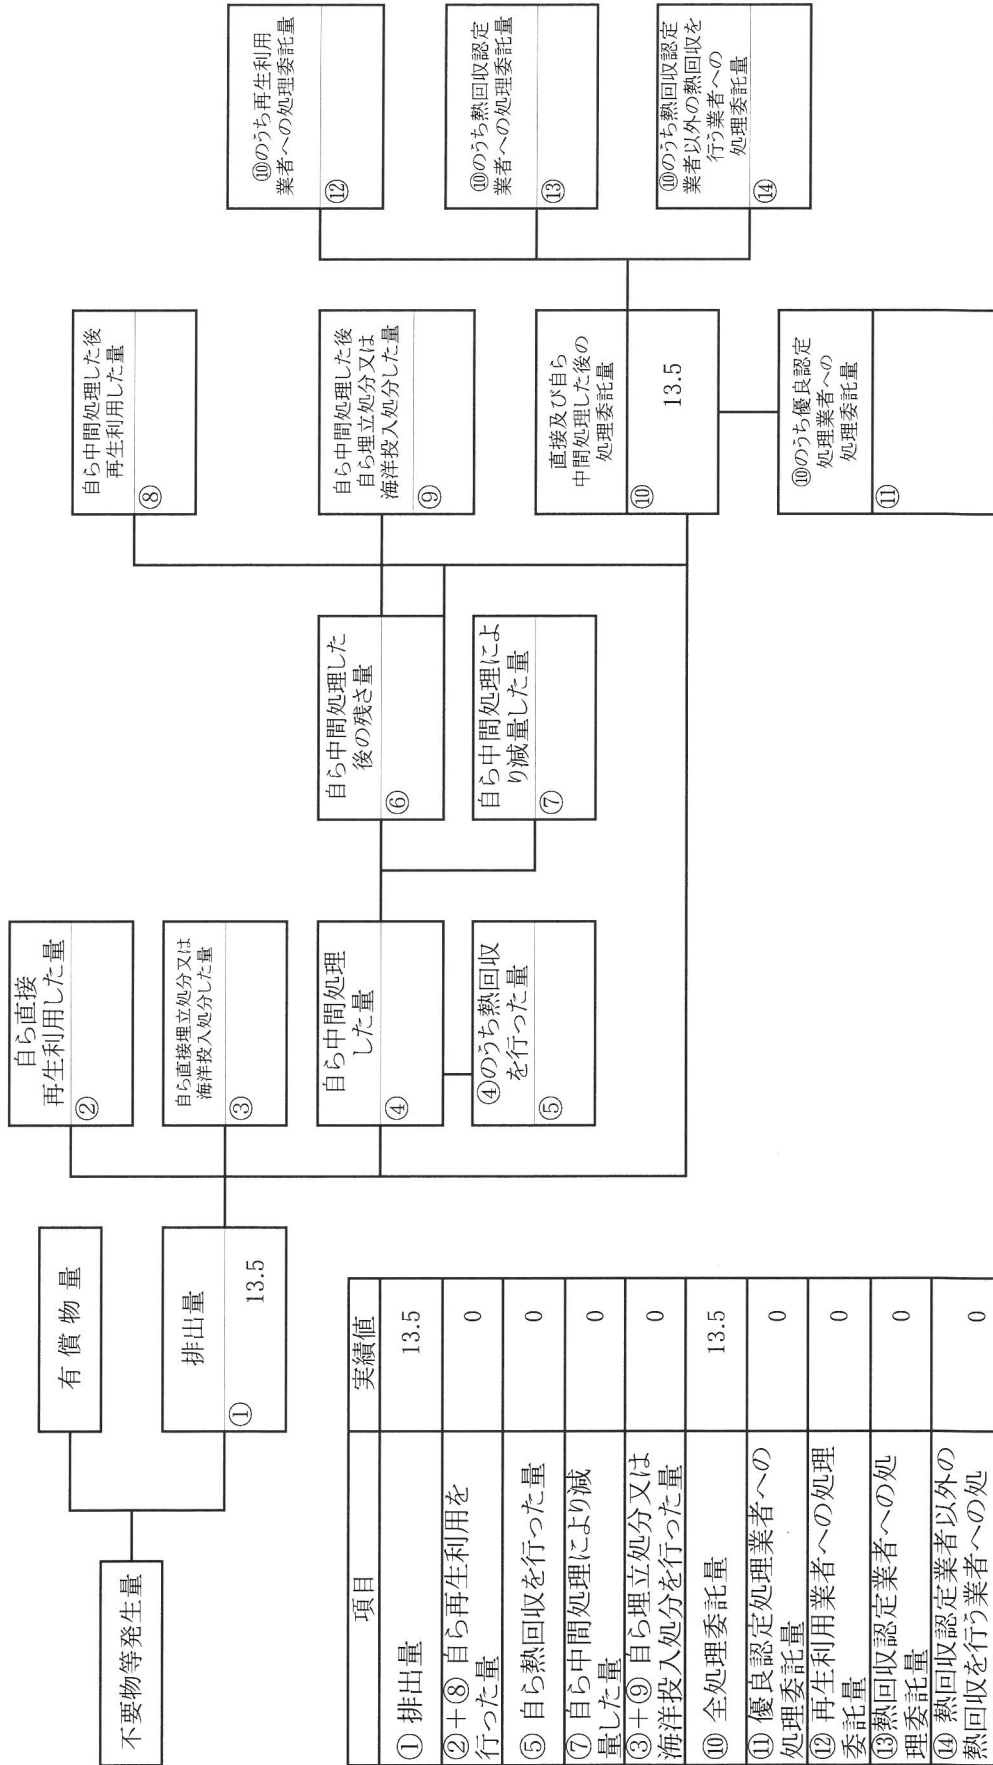 不要物等発生量
有 償 物 量
排出量
①
13.5
自ら直接
再生利用した量
②
自ら直接埋立処分又は
海洋投入処分した量
③
自ら中間処理
した量
④
④のうち熱回収
を行った量
⑤
自ら中間処理した
後の残さ量
⑥
自ら中間処理によ
り減量した量
⑦
自ら中間処理した後
再生利用した量
⑧
自ら中間処理した後
自ら埋立処分又は
海洋投入処分した量
⑨
直接及び自ら
中間処理した後の
処理委託量
⑩
13.5
⑩のうち優良認定
処理業者への
処理委託量
⑪
⑩のうち再生利用
業者への処理委託量
⑫
⑩のうち熱回収認定
業者への処理委託量
⑬
⑩のうち熱回収認定
業者以外の熱回収を
行う業者への
処理委託量
⑭
項目 実績値
① 排出量 13.5
②＋⑧ 自ら再生利用を
行った量 0
⑤ 自ら熱回収を行った量 0
⑦ 自ら中間処理により減
量した量 0
③＋⑨ 自ら埋立処分又は
海洋投入処分を行った量 0
⑩ 全処理委託量 13.5
⑪ 優良認定処理業者への
処理委託量 0
⑫ 再生利用業者への処理
委託量 0
⑬熱回収認定業者への処
理委託量 0
⑭ 熱回収認定業者以外の
熱回収を行う業者への処 0